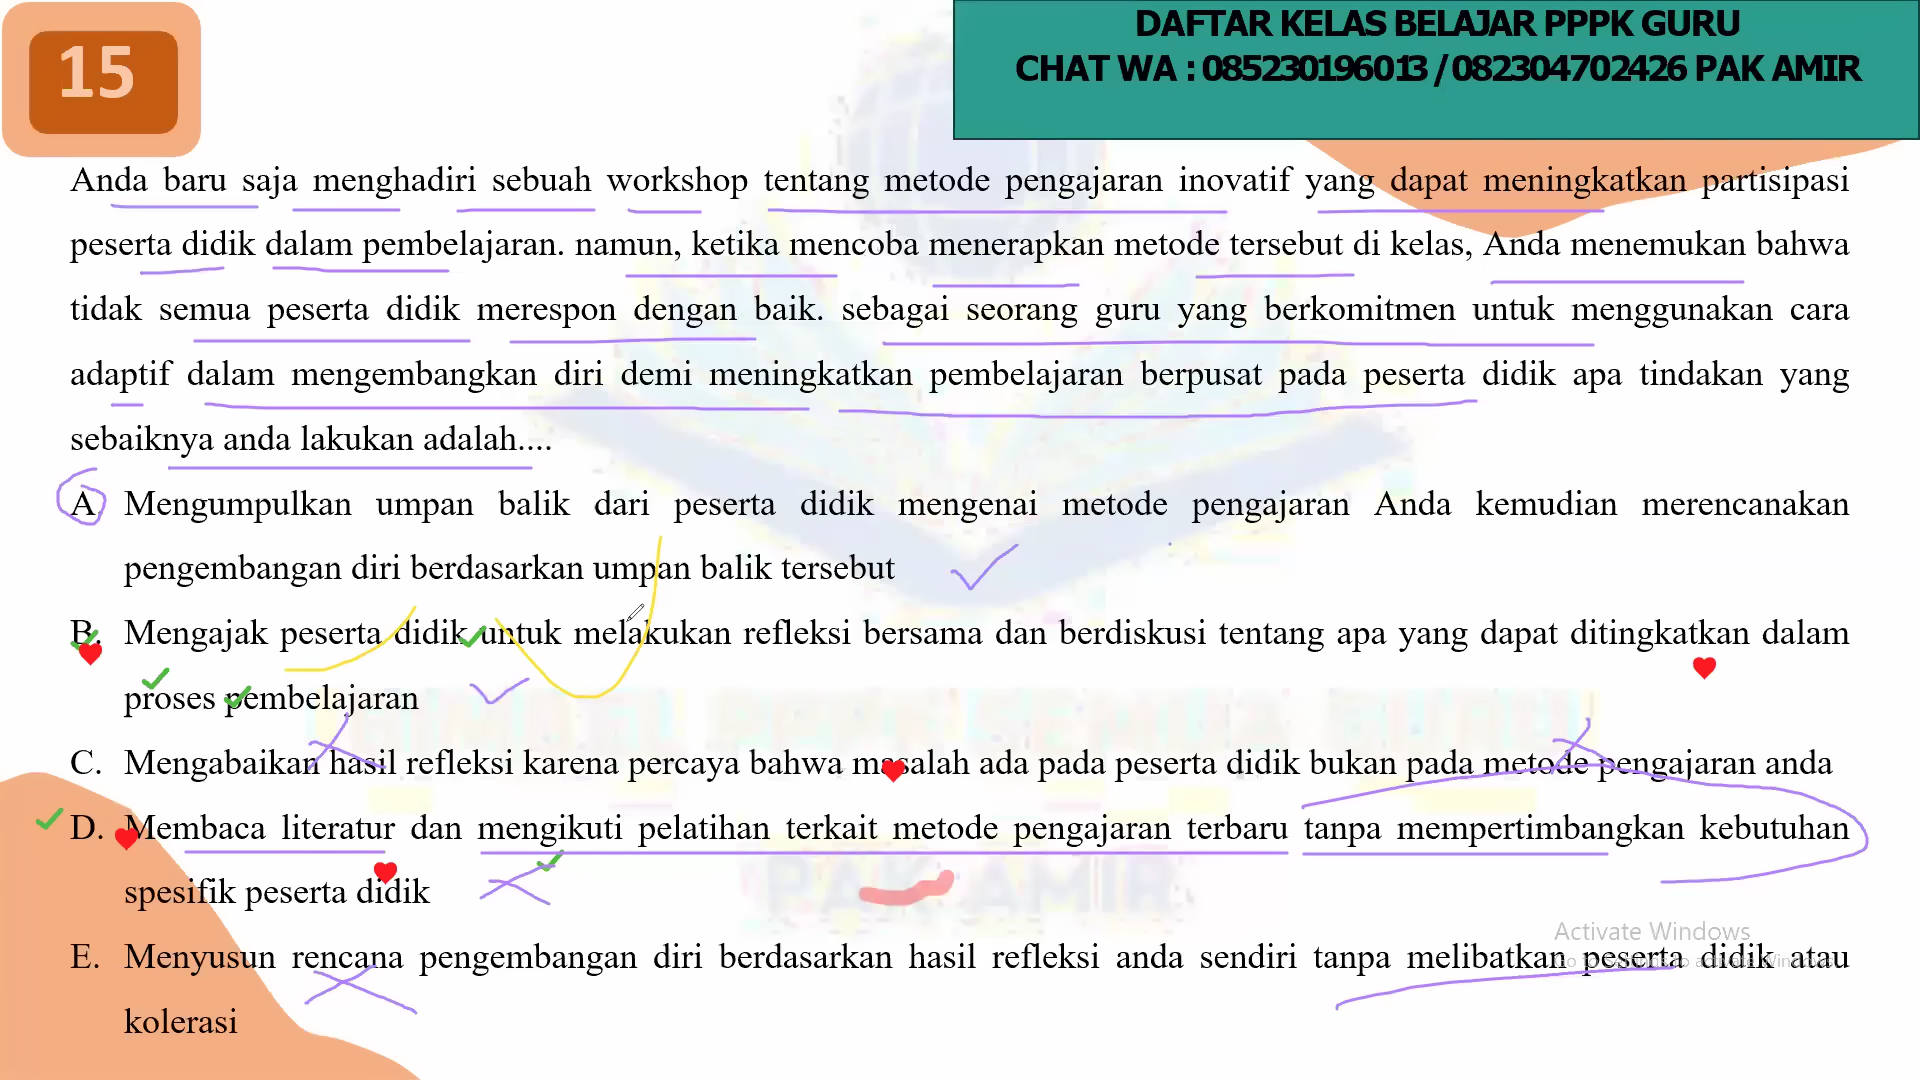 15
DAFTAR KELAS BELAJAR PPPK GURU
CHAT WA : 085230196013 / 082304702426 PAK AMIR
Anda baru saja menghadiri sebuah workshop tentang metode pengajaran inovatif yang dapat meningkatkan partisipasi
peserta didik dalam pembelajaran. namun, ketika mencoba menerapkan metode tersebut di kelas, Anda menemukan bahwa
tidak semua peserta didik merespon dengan baik. sebagai seorang guru yang berkomitmen untuk menggunakan cara
adaptif dalam mengembangkan diri demi meningkatkan pembelajaran berpusat pada peserta didik apa tindakan yang
sebaiknya anda lakukan adalah....
A. Mengumpulkan umpan balik dari peserta didik mengenai metode pengajaran Anda kemudian merencanakan
pengembangan diri berdasarkan umpan balik tersebut
B. Mengajak peserta didik untuk melakukan refleksi bersama dan berdiskusi tentang apa yang dapat ditingkatkan dalam
proses pembelajaran
C. Mengabaikan hasil refleksi karena percaya bahwa masalah ada pada peserta didik bukan pada metode pengajaran anda
D. Membaca literatur dan mengikuti pelatihan terkait metode pengajaran terbaru tanpa mempertimbangkan kebutuhan
spesifik peserta didik
PAK AMIR
Activate Windows
E. Menyusun rencana pengembangan diri berdasarkan hasil refleksi anda sendiri tanpa melibatkan peserta didik atau
kolerasi